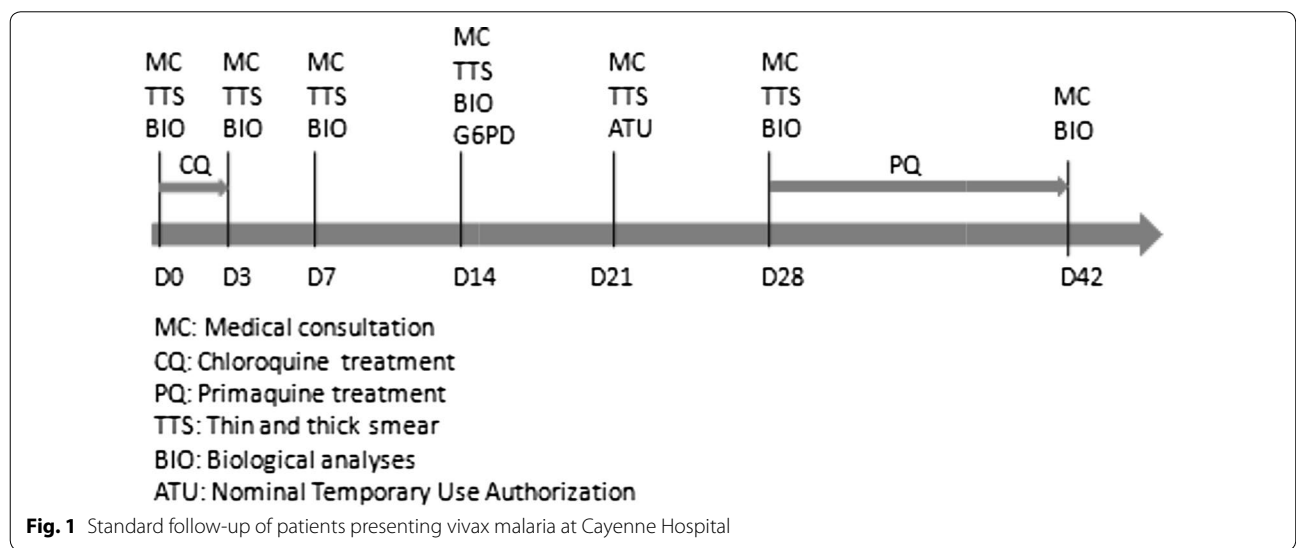 MC MC MC MC MC MC
TTS TTS TTS TTS TTS TTS MC
BIO BIO BIO BIO ATU BIO BIO
G6PD
CQ PQ
D0 D3 D7 D14 D21 D28 D42
MC: Medical consultation
CQ: Chloroquine treatment
PQ: Primaquine treatment
TTS: Thin and thick smear
BIO: Biological analyses
ATU: Nominal Temporary Use Authorization
Fig. 1 Standard follow-up of patients presenting vivax malaria at Cayenne Hospital